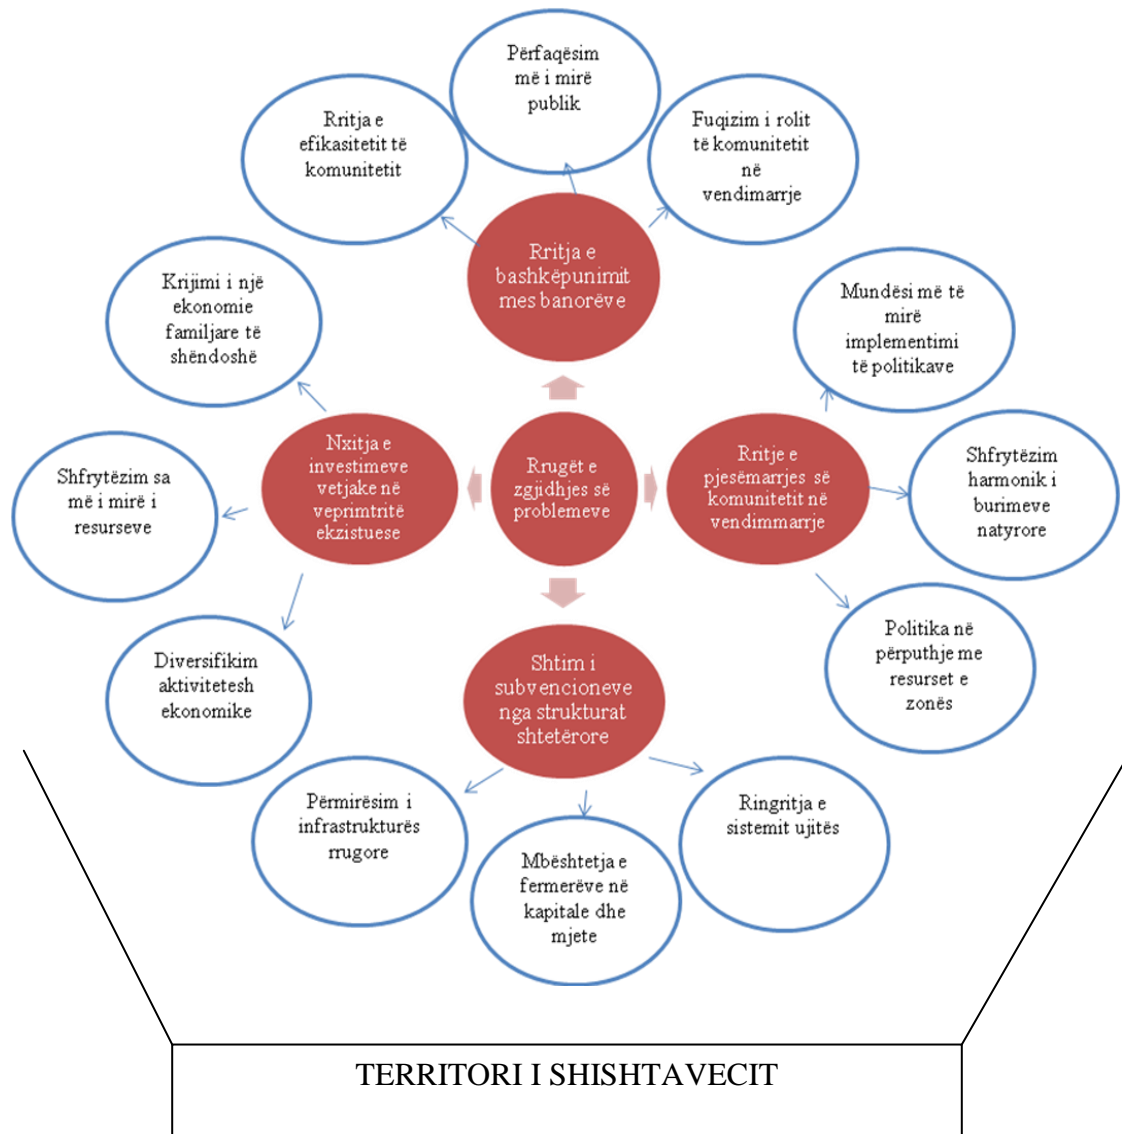 Përfaqësim
më i mirë
publik
Rritja e
efikasitetit të
komunitetit
Fuqizim i rolit
të komunitetit
në
vendimarrje
Rritja e
bashkëpunimit
mes banorëve
Krijimi i një
ekonomie
familjare të
shëndoshë
Mundësi më të
mirë
implementimi
të politikave
Nxitja e
investimeve
vetjake në
veprimtritë
ekzistuese
Rrugët e
zgjidhjes së
problemeve
Rritje e
pjesëmarrjes së
komunitetit në
vendimmarrje
Shfrytëzim sa
më i mirë i
resurseve
Shfrytëzim
harmonik i
burimeve
natyrore
Diversifikim
aktivitetesh
ekonomike
Shtim i
subvencioneve
nga strukturat
shtetërore
Politika në
përputhje me
resurset e
zonës
Përmirësim i
infrastrukturës
rrugore
Mbështetja e
fermerëve në
kapitale dhe
mjete
Ringritja e
sistemit ujitës
TERRITORI I SHISHTAVECIT